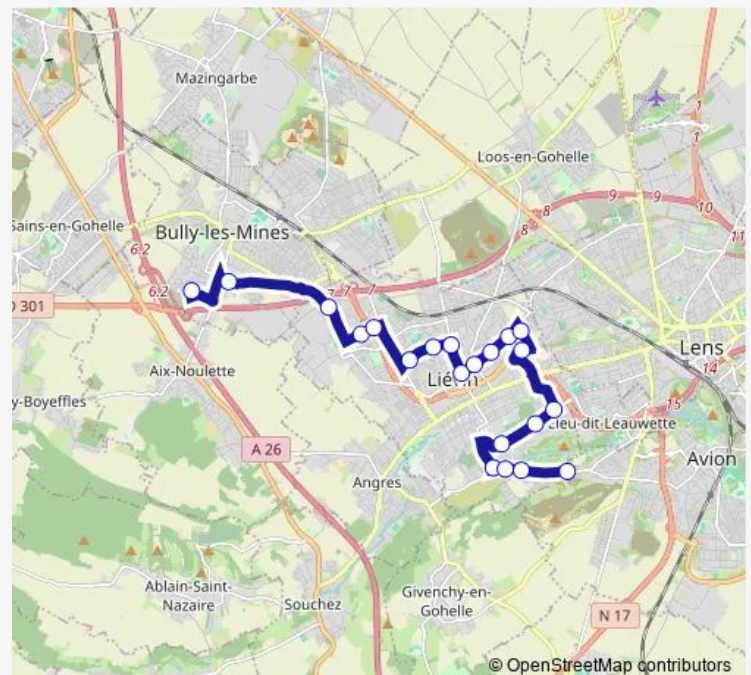 Mazingarbe
Loos-en-Gohelle
1
1
9
9
10
11
8
8
Sains-en-Gohelle
Bully-les-Mines
6.2
6.2
7
7
D 301
Aix-Noulette
Lens
14
15
Liévin
y-Boyeffles
Lieu-dit-Leauwette
A 26
Avion
Angres
Ablain-Saint-
Nazaire
Souchez
Givenchy-en-
Gohelle
N 17
© OpenStreetMap contributors